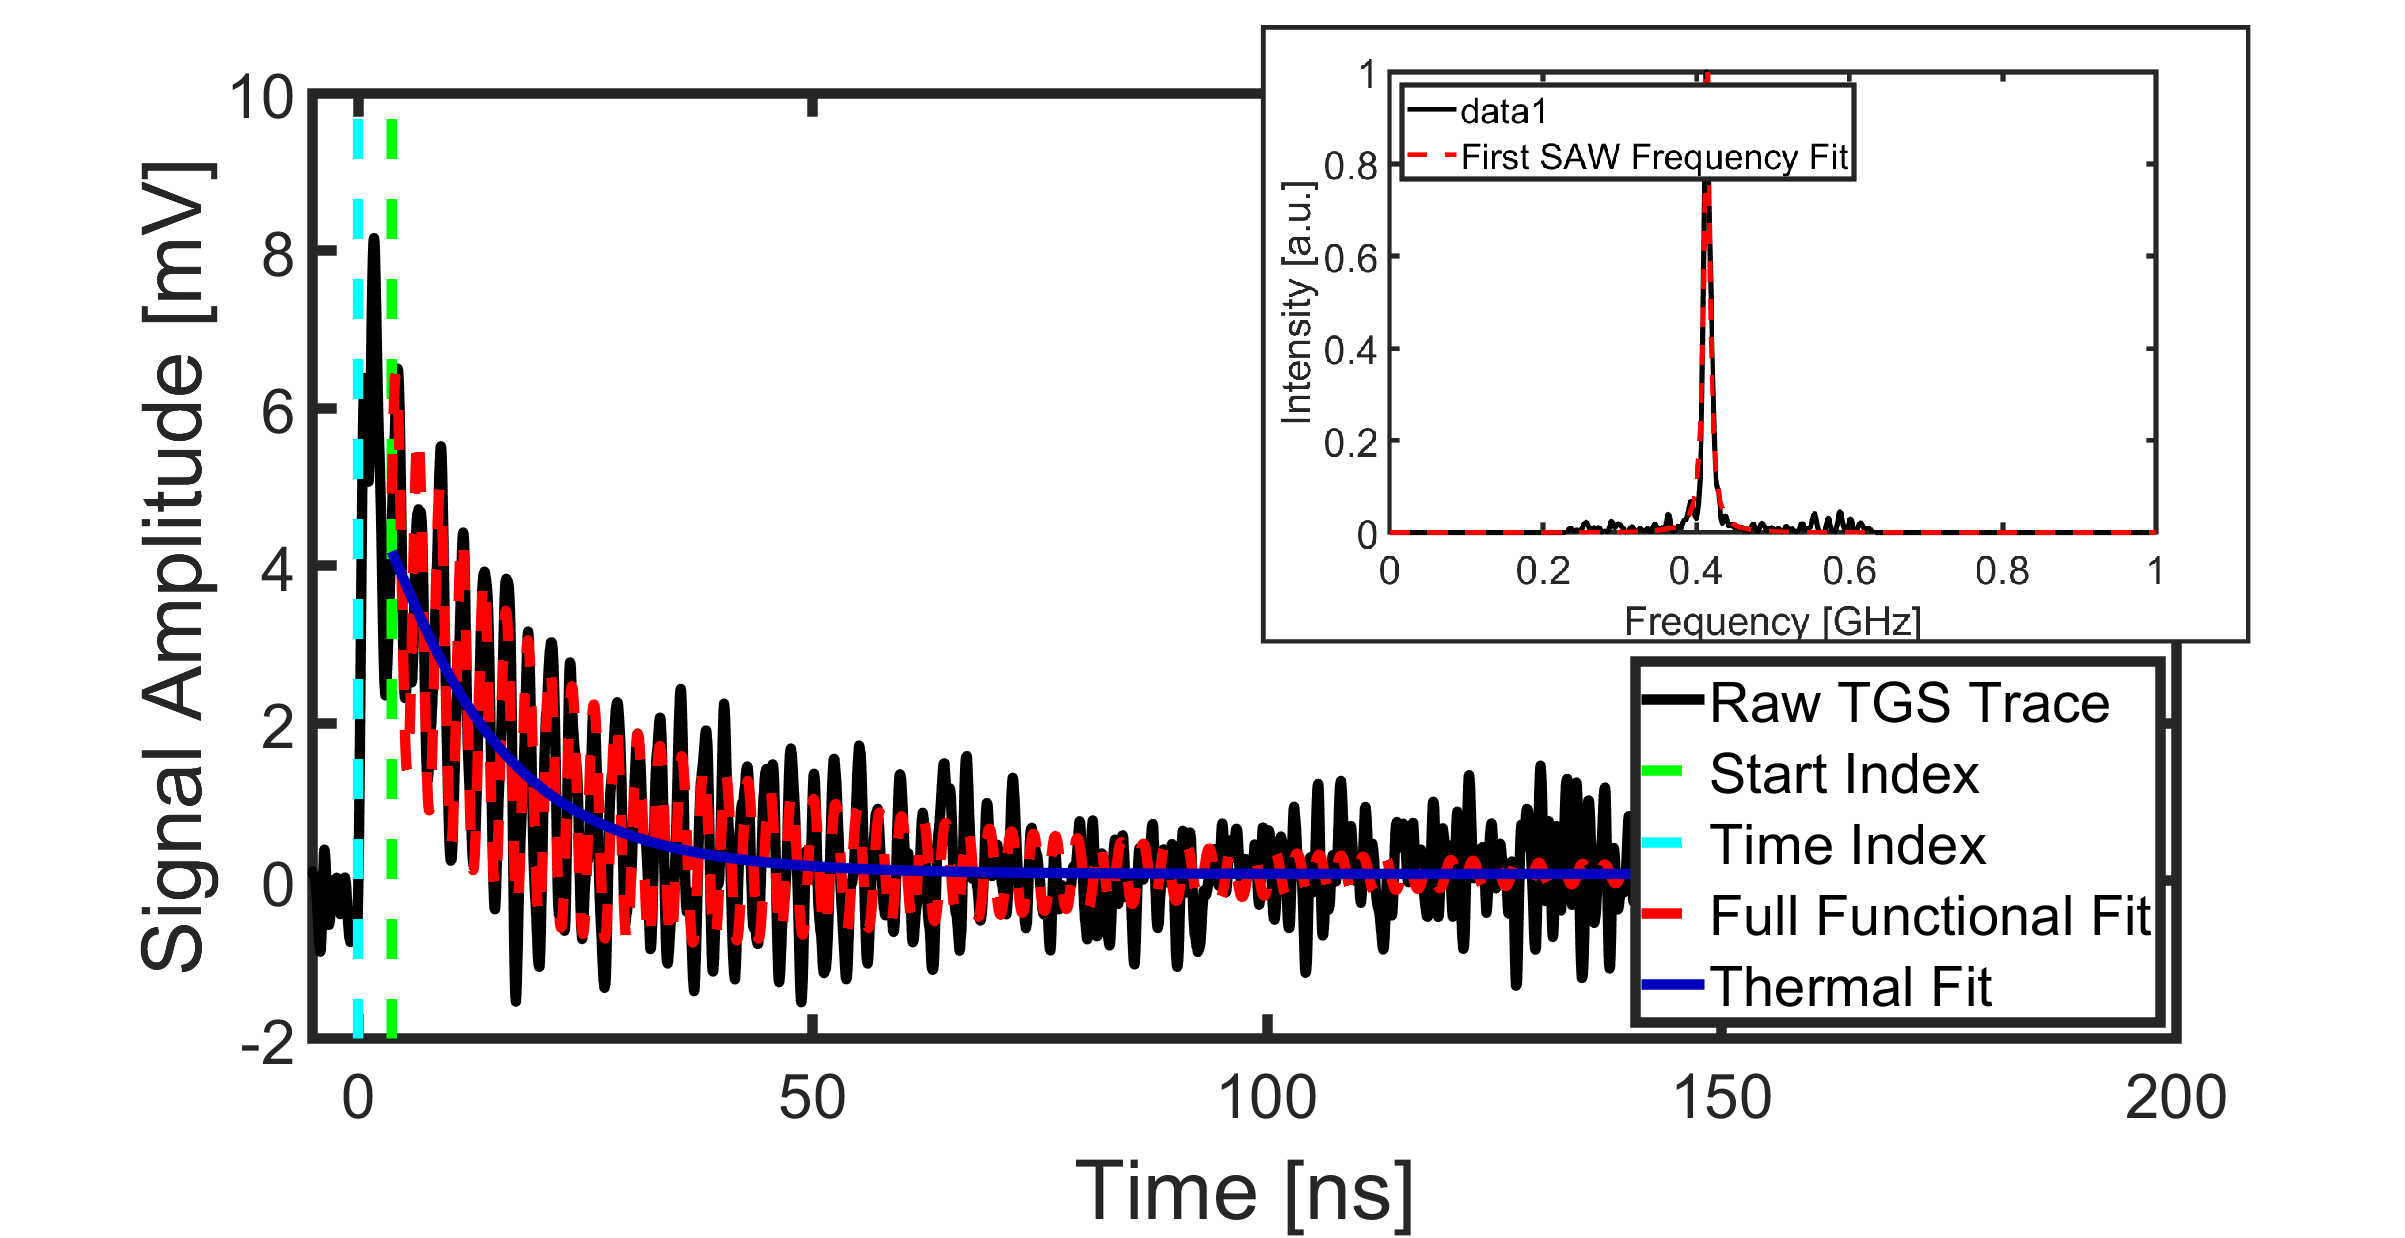 Signal Amplitude [mV]
10
8
6
4
2
0
-2
0
50
100
150
200
Time [ns]
Intensity [a.u.]
1
0.8
0.6
0.4
0.2
0
0
0.2
0.4
0.6
0.8
1
Frequency [GHz]
data1
First SAW Frequency Fit
Raw TGS Trace
Start Index
Time Index
Full Functional Fit
Thermal Fit